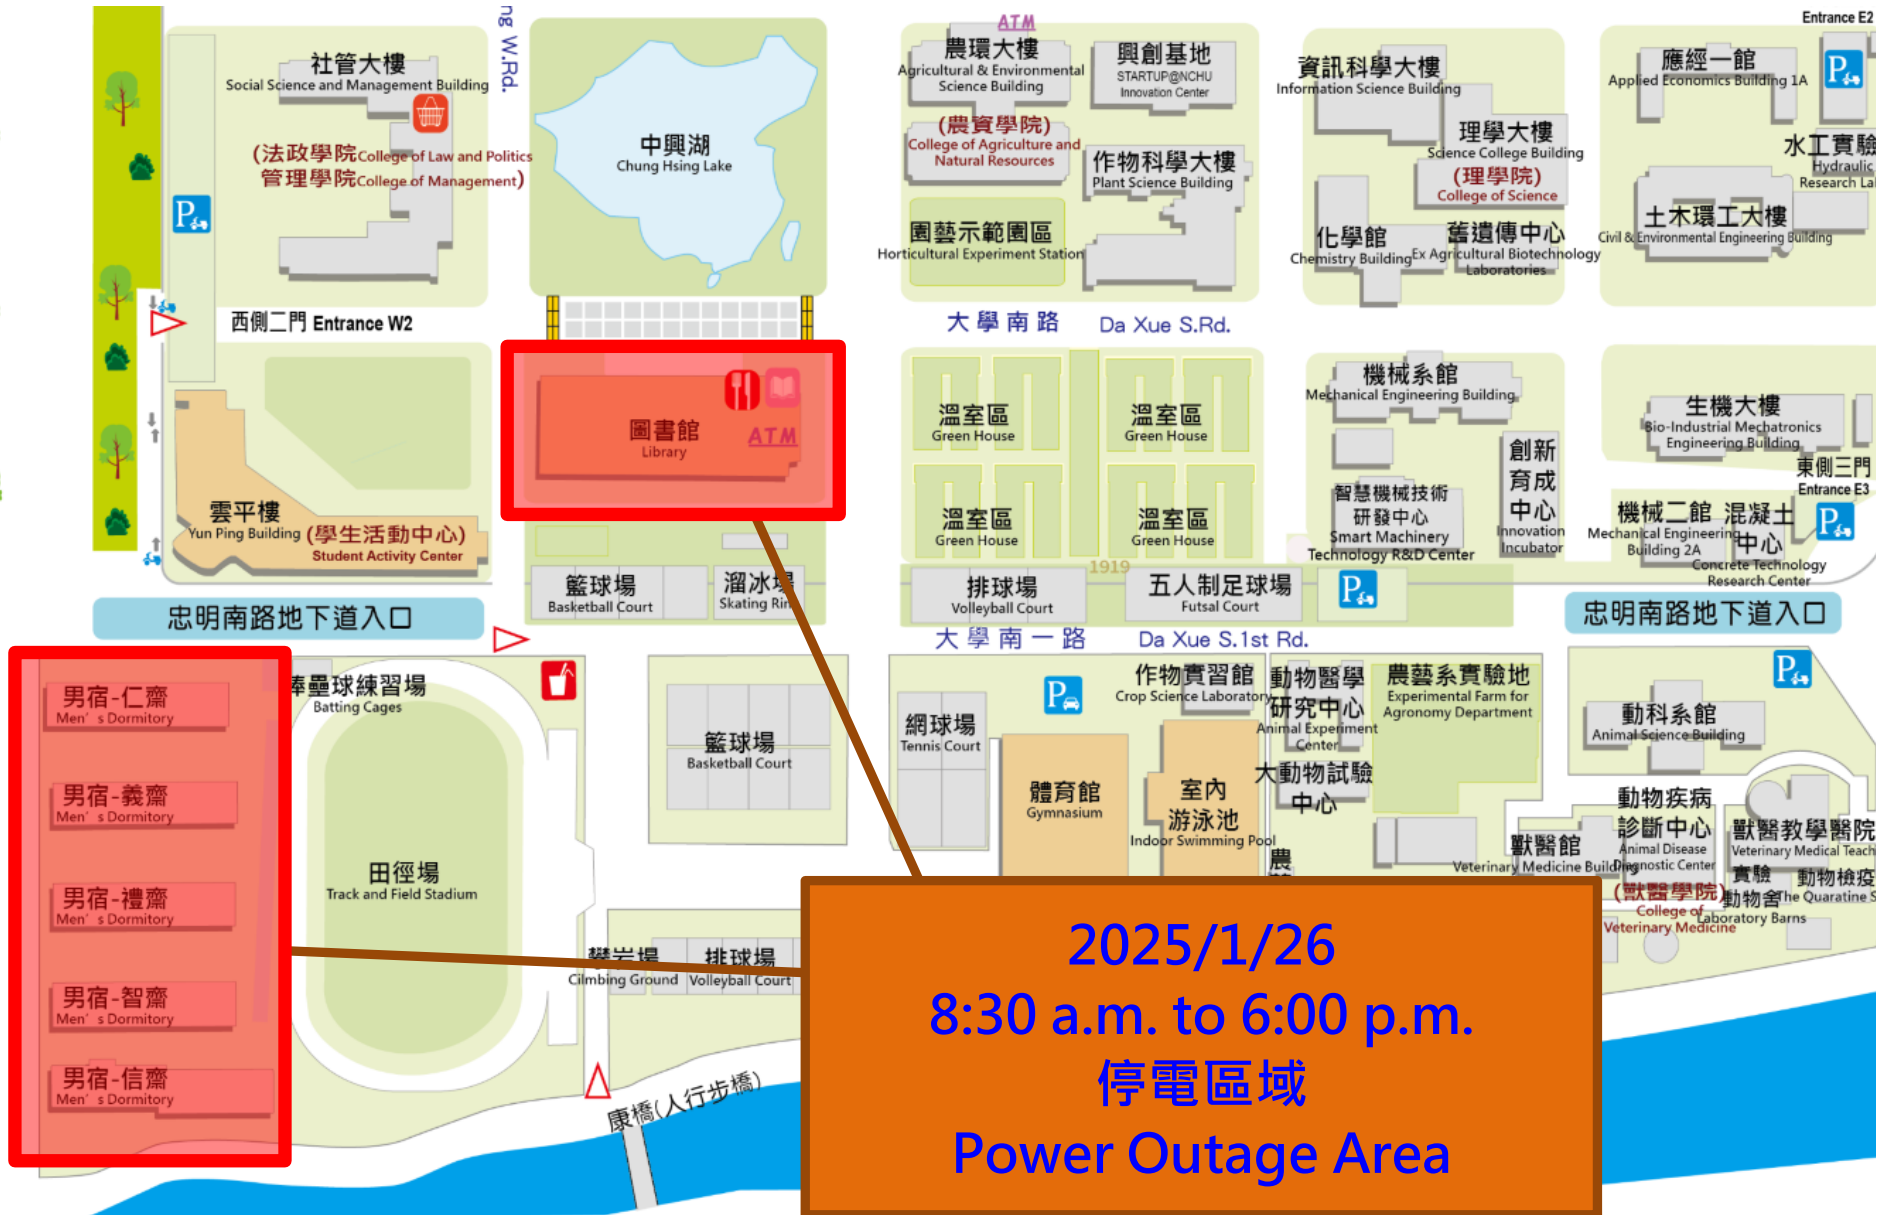 Entrance E2
ng W.Rd.
社管大樓
Social Science and Management Building
(法政學院College of Law and Politics
管理學院College of Management)
中興湖
Chung Hsing Lake
ATM
農環大樓
Agricultural & Environmental
Science Building
(農資學院)
College of Agriculture and
Natural Resources
興創基地
STARTUP@NCHU
Innovation Center
作物科學大樓
Plant Science Building
園藝示範園區
Horticultural Experiment Station
資訊科學大樓
Information Science Building
理學大樓
Science College Building
(理學院)
College of Science
化學館
Chemistry Building
舊遺傳中心
Ex Agricultural Biotechnology
Laboratories
應經一館
Applied Economics Building 1A
P
水工實驗
Hydraulic
Research La
土木環工大樓
Civil & Environmental Engineering Building
P
西側二門 Entrance W2
大學南路 Da Xue S.Rd.
圖書館
Library
ATM
溫室區
Green House
溫室區
Green House
溫室區
Green House
溫室區
Green House
1919
機械系館
Mechanical Engineering Building
創新
育成
中心
Innovation
Incubator
智慧機械技術
研發中心
Smart Machinery
Technology R&D Center
生機大樓
Bio-Industrial Mechatronics
Engineering Building
東側三門
Entrance E3
機械二館
Mechanical Engineering
Building 2A
混凝土
中心
Concrete Technology
Research Center
P
雲平樓
Yun Ping Building
(學生活動中心)
Student Activity Center
籃球場
Basketball Court
溜冰場
Skating Rin
排球場
Volleyball Court
五人制足球場
Futsal Court
P
忠明南路地下道入口
忠明南路地下道入口
大學南一路 Da Xue S.1st Rd.
男宿-仁齋
Men's Dormitory
男宿-義齋
Men's Dormitory
男宿-禮齋
Men's Dormitory
男宿-智齋
Men's Dormitory
男宿-信齋
Men's Dormitory
棒壘球練習場
Batting Cages
田徑場
Track and Field Stadium
籃球場
Basketball Court
網球場
Tennis Court
P
體育館
Gymnasium
作物實習館
Crop Science Laboratory
室內
游泳池
Indoor Swimming Pool
動物醫學
研究中心
Animal Experiment
Center
大動物試驗
中心
農
農藝系實驗地
Experimental Farm for
Agronomy Department
P
動科系館
Animal Science Building
獸醫館
Veterinary Medicine Building
動物疾病
診斷中心
Animal Disease
Diagnostic Center
(獸醫學院)
College of
Veterinary Medicine
獸醫教學醫院
Veterinary Medical Teach
實驗
動物舍
Laboratory Barns
動物檢疫
The Quaratine S
攀岩場
Cilmbing Ground
排球場
Volleyball Court
康橋(人行步橋)
2025/1/26
8:30 a.m. to 6:00 p.m.
停電區域
Power Outage Area